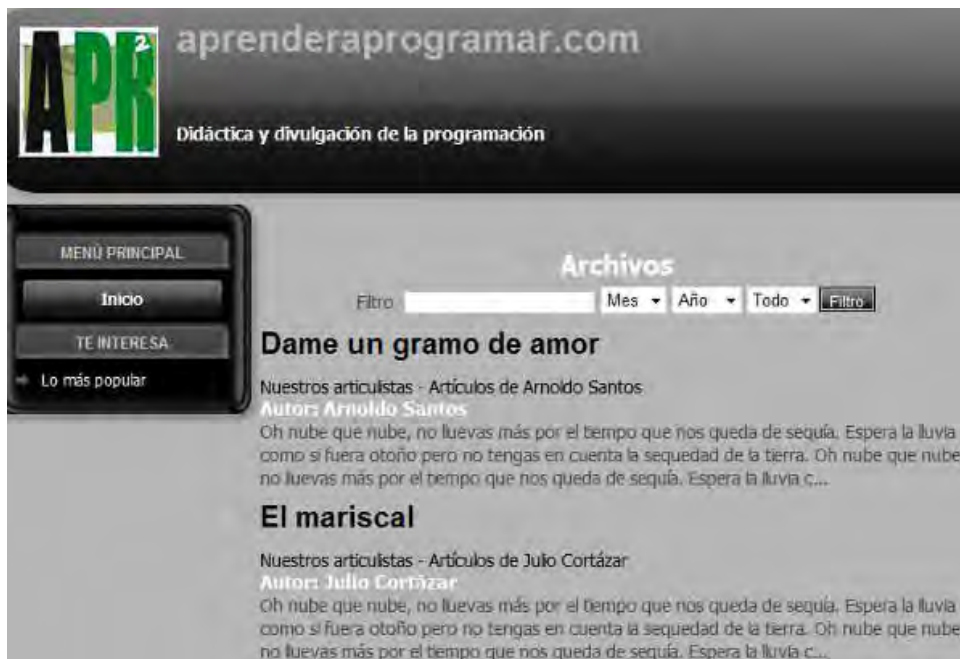 APR2
aprenderaprogramar.com
Didáctica y divulgación de la programación
MENÚ PRINCIPAL
Inicio
TE INTERESA
Lo más popular
Archivos
Filtro Mes Año Todo Filtro
Dame un gramo de amor
Nuestros articulistas - Artículos de Arnoldo Santos
Autor: Arnoldo Santos
Oh nube que nube, no lluevas más por el tiempo que nos queda de sequía. Espera la lluvia
como si fuera otoño pero no tengas en cuenta la sequedad de la tierra. Oh nube que nube
no lluevas más por el tiempo que nos queda de sequía. Espera la lluvia c...
El mariscal
Nuestros articulistas - Artículos de Julio Cortázar
Autor: Julio Cortázar
Oh nube que nube, no lluevas más por el tiempo que nos queda de sequía. Espera la lluvia
como si fuera otoño pero no tengas en cuenta la sequedad de la tierra. Oh nube que nube
no lluevas más por el tiempo que nos queda de sequía. Espera la lluvia c...